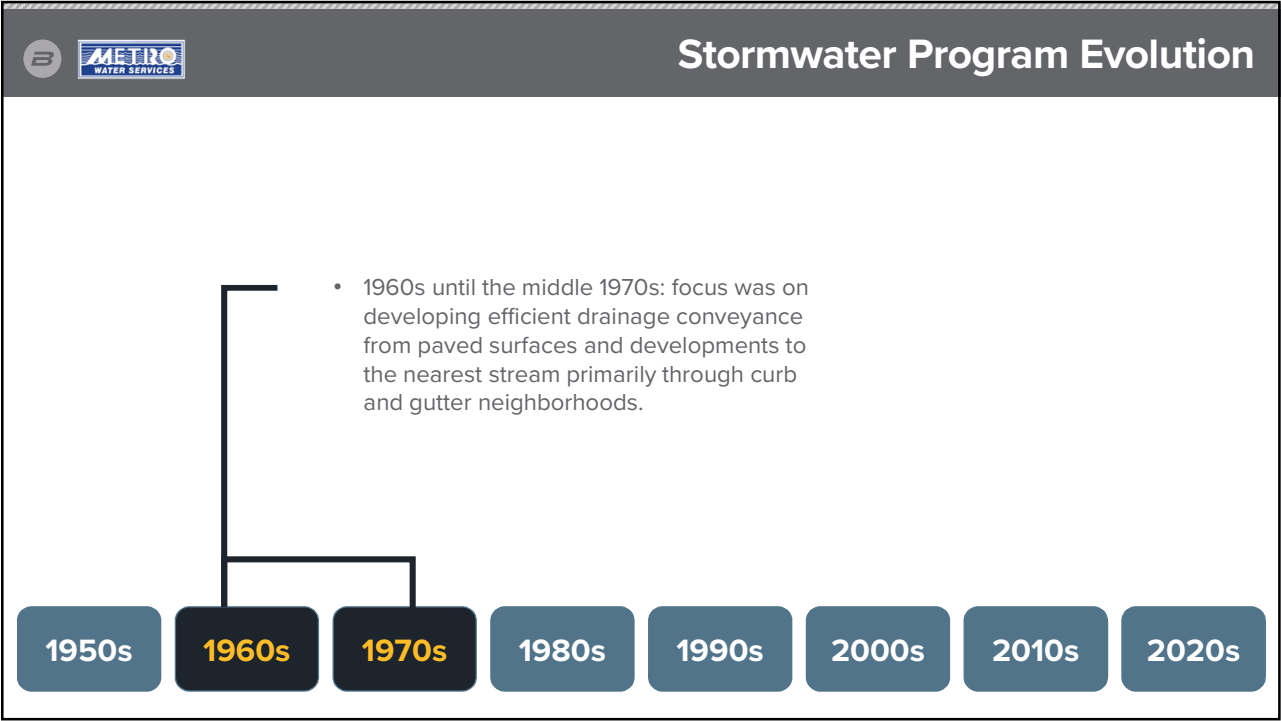 B
METRO
WATER SERVICES
Stormwater Program Evolution
• 1960s until the middle 1970s: focus was on
developing efficient drainage conveyance
from paved surfaces and developments to
the nearest stream primarily through curb
and gutter neighborhoods.
1950s
1960s
1970s
1980s
1990s
2000s
2010s
2020s